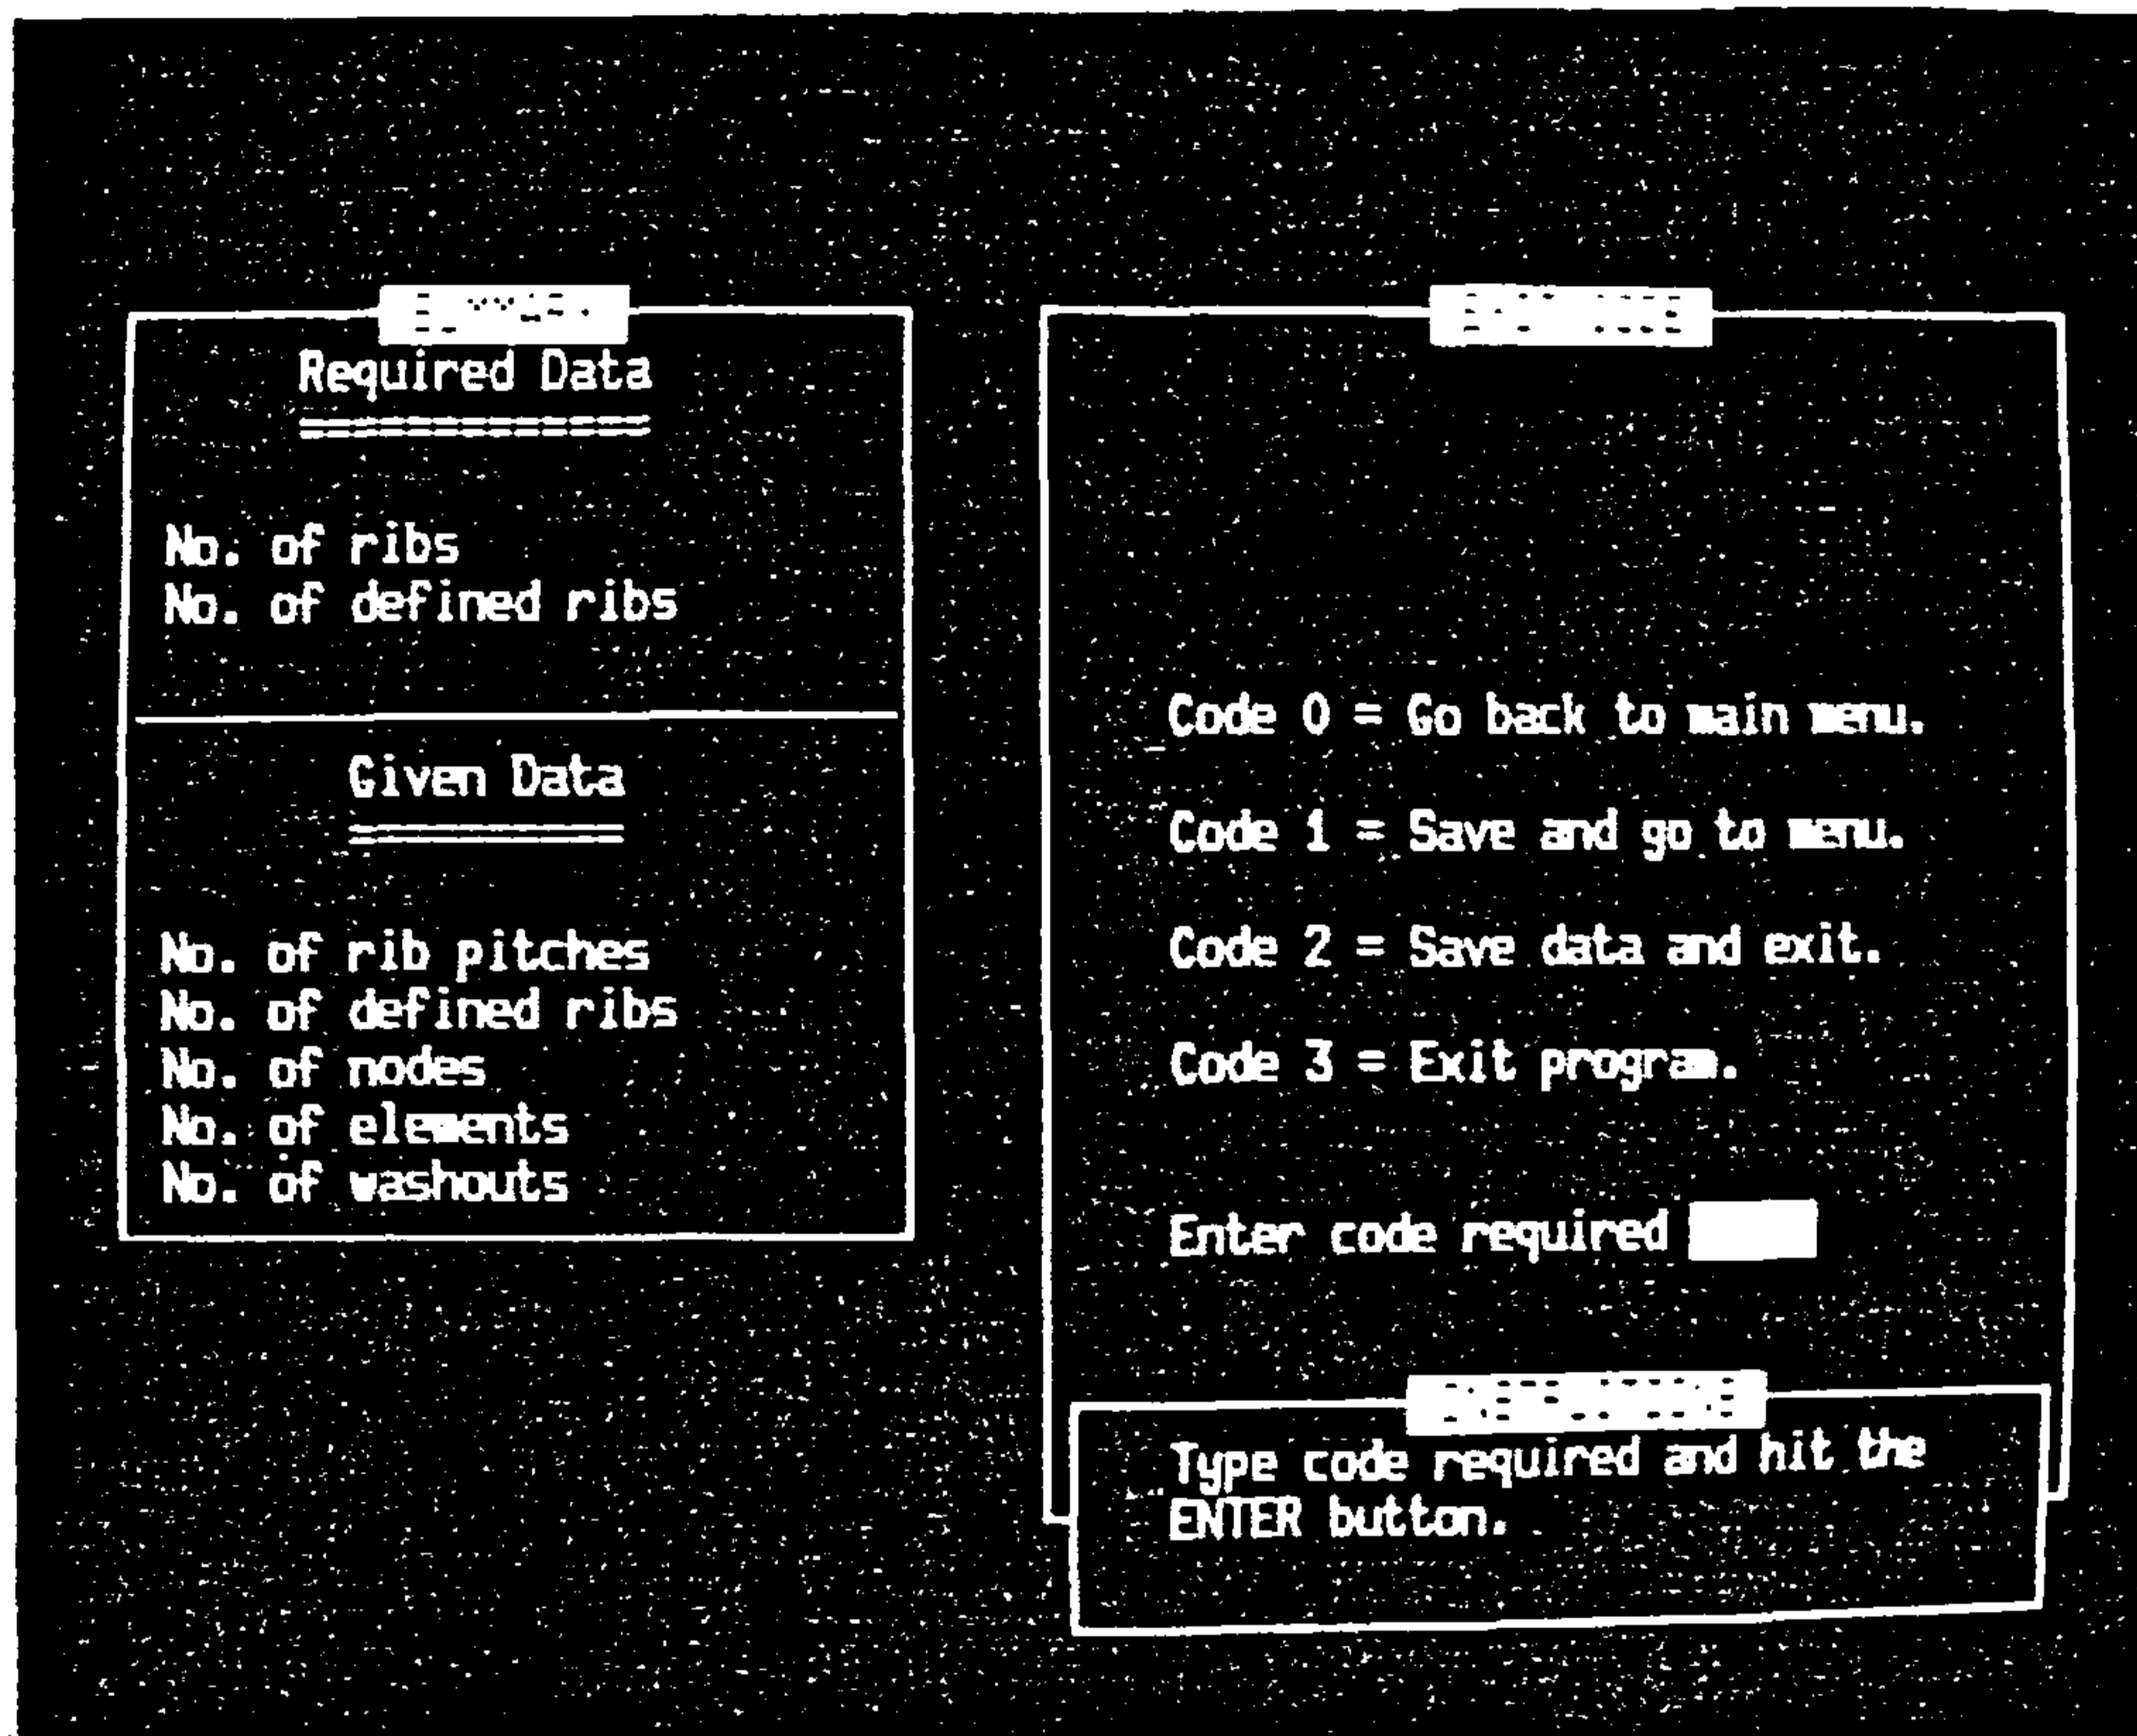 Required Data
No. of ribs
No. of defined ribs
Given Data
No. of rib pitches
No. of defined ribs
No. of nodes
No. of elements
No. of washouts
Code 0 = Go back to main menu.
Code 1 = Save and go to menu.
Code 2 = Save data and exit.
Code 3 = Exit program.
Enter code required
Type code required and hit the
ENTER button.